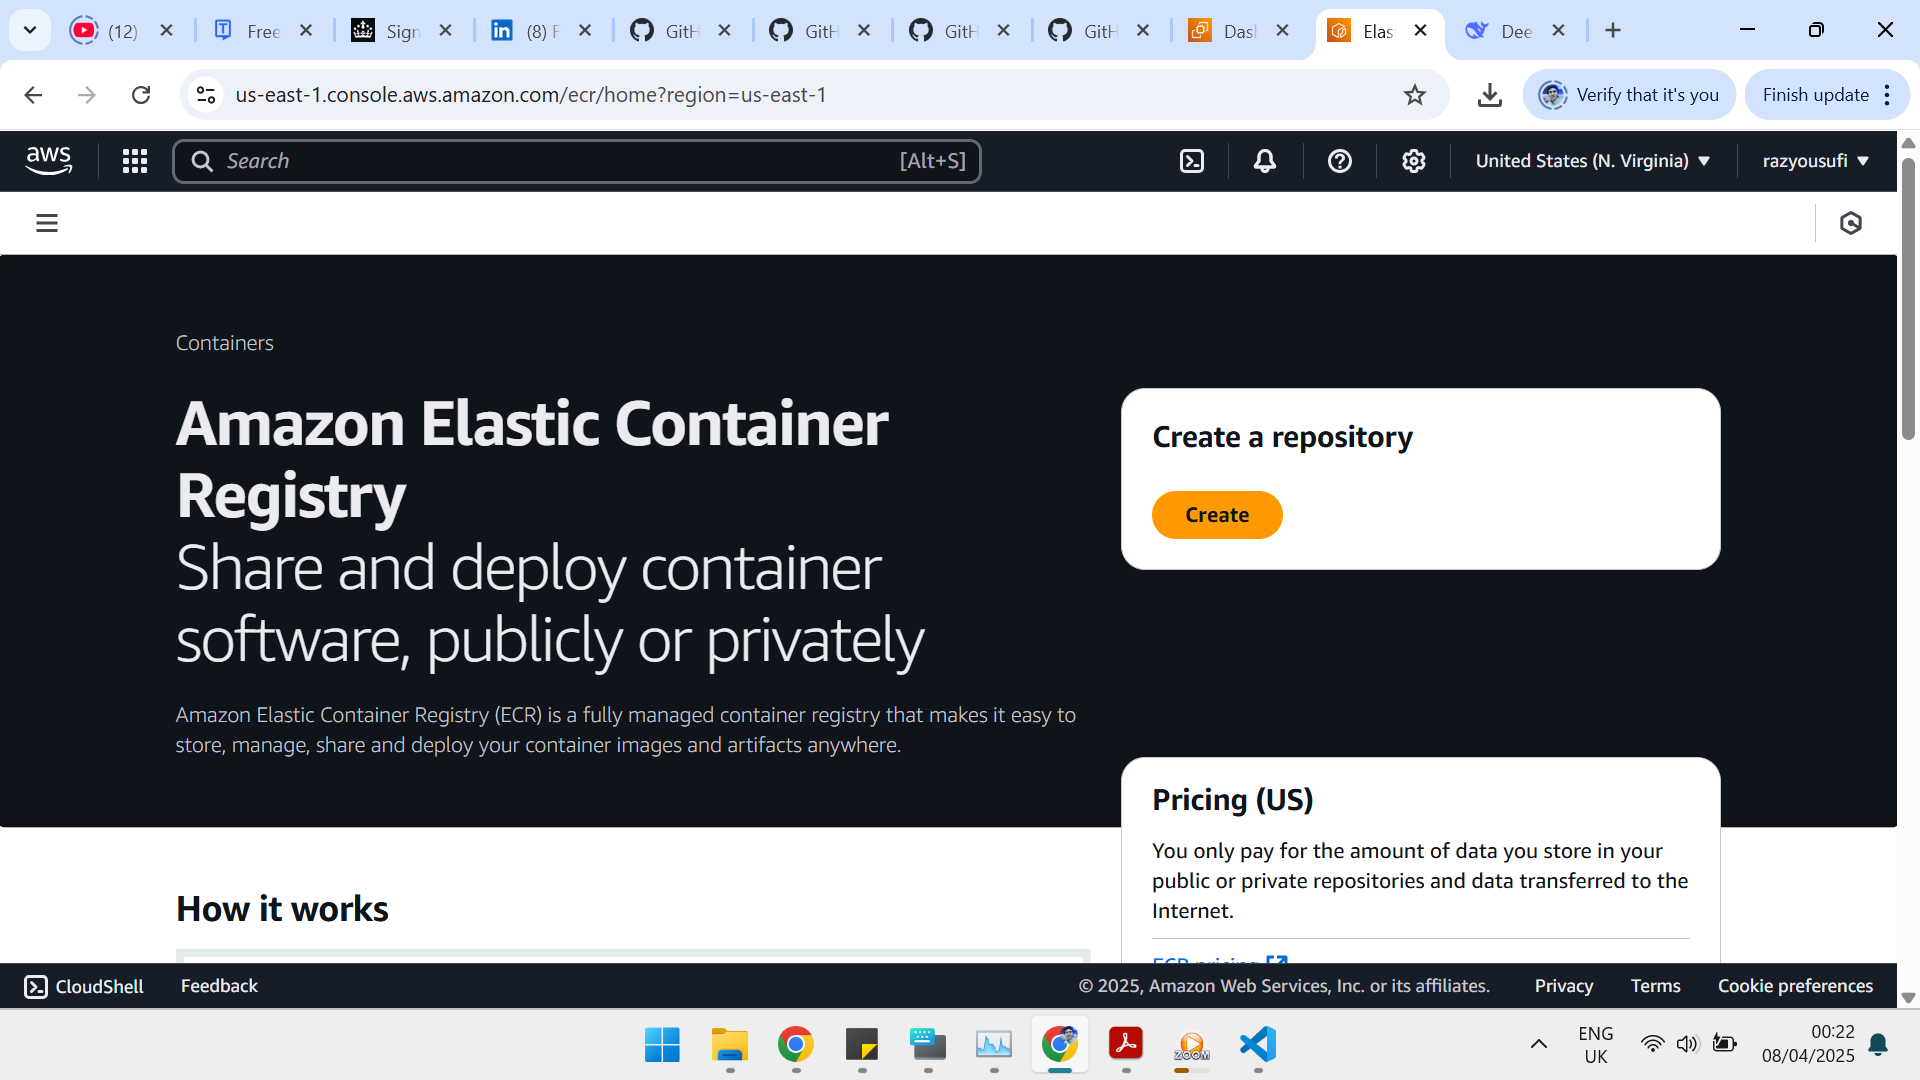 (12)
Free
Sign
(8) F
GitH
GitH
GitH
GitH
Das
Elas
Dee
us-east-1.console.aws.amazon.com/ecr/home?region=us-east-1
Verify that it's you
Finish update
aws
Search
[Alt+S]
United States (N. Virginia)
razyousufi
Containers
Amazon Elastic Container
Registry
Share and deploy container
software, publicly or privately
Amazon Elastic Container Registry (ECR) is a fully managed container registry that makes it easy to
store, manage, share and deploy your container images and artifacts anywhere.
Create a repository
Create
Pricing (US)
You only pay for the amount of data you store in your
public or private repositories and data transferred to the
Internet.
ECR pricing
How it works
CloudShell
Feedback
© 2025, Amazon Web Services, Inc. or its affiliates.
Privacy
Terms
Cookie preferences
ZOOM
ENG
UK
00:22
08/04/2025